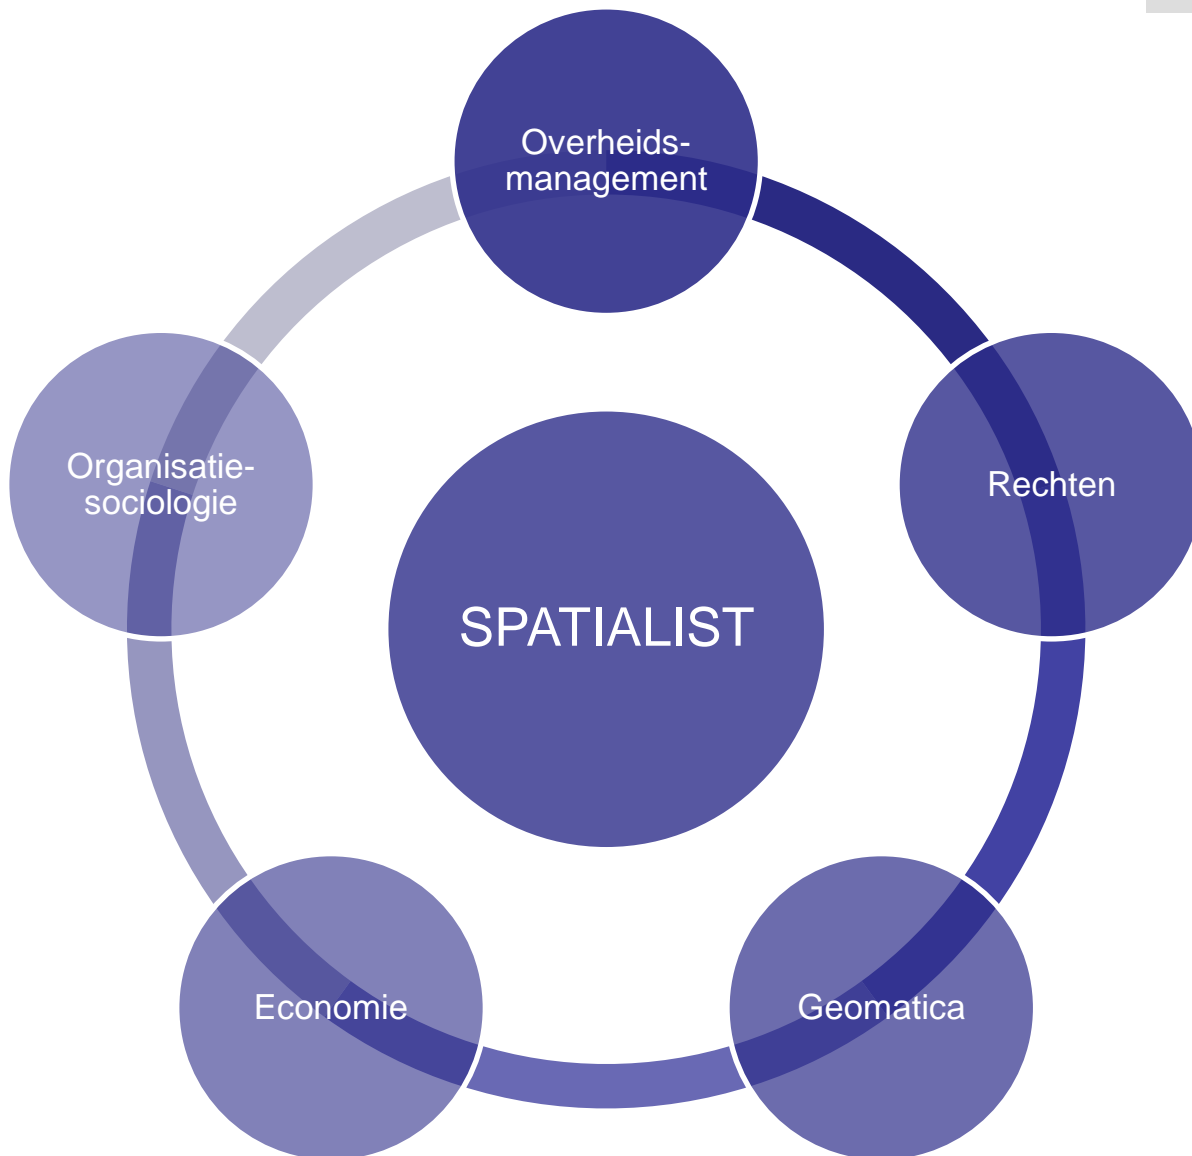 Overheids-
management
Rechten
Organisatie-
sociologie
SPATIALIST
Geomatica
Economie